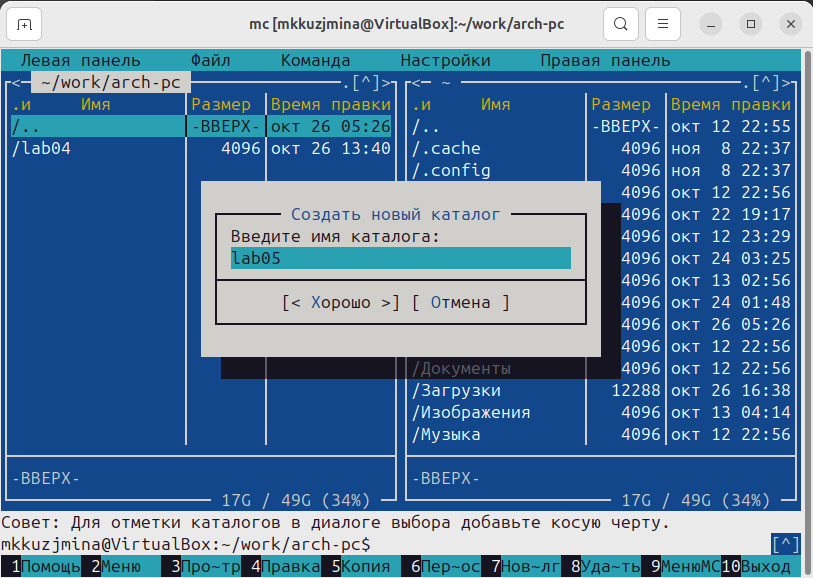 mc [mkkuzjmina@VirtualBox]:~/work/arch-pc
Левая панель Файл Команда Настройки Правая панель
<─ ~/work/arch-pc ─.[^]>
.и Имя Размер Время правки
/.. -ВВЕРХ- окт 26 05:26
/lab04 4096 окт 26 13:40
-ВВЕРХ-
17G / 49G (34%)
<─ ~ ─.[^]>
.и Имя Размер Время правки
/.. -ВВЕРХ- окт 12 22:55
/.cache 4096 ноя 8 22:37
/.config 4096 ноя 8 22:37
4096 окт 12 22:56
4096 окт 22 19:17
4096 окт 12 23:29
4096 окт 24 03:25
4096 окт 13 02:56
4096 окт 24 01:48
4096 окт 26 05:26
4096 окт 12 22:56
/Документы 4096 окт 12 22:56
/Загрузки 12288 окт 26 16:38
/Изображения 4096 окт 13 04:14
/Музыка 4096 окт 12 22:56
-ВВЕРХ-
17G / 49G (34%)
Создать новый каталог
Введите имя каталога:
lab05
[< Хорошо >] [ Отмена ]
Совет: Для отметки каталогов в диалоге выбора добавьте косую черту.
mkkuzjmina@VirtualBox:~/work/arch-pc$ [^]
1Помощь 2Меню 3Про~тр 4Правка 5Копия 6Пер~ос 7Нов~лг 8Уда~ть 9МенюMC 10Выход